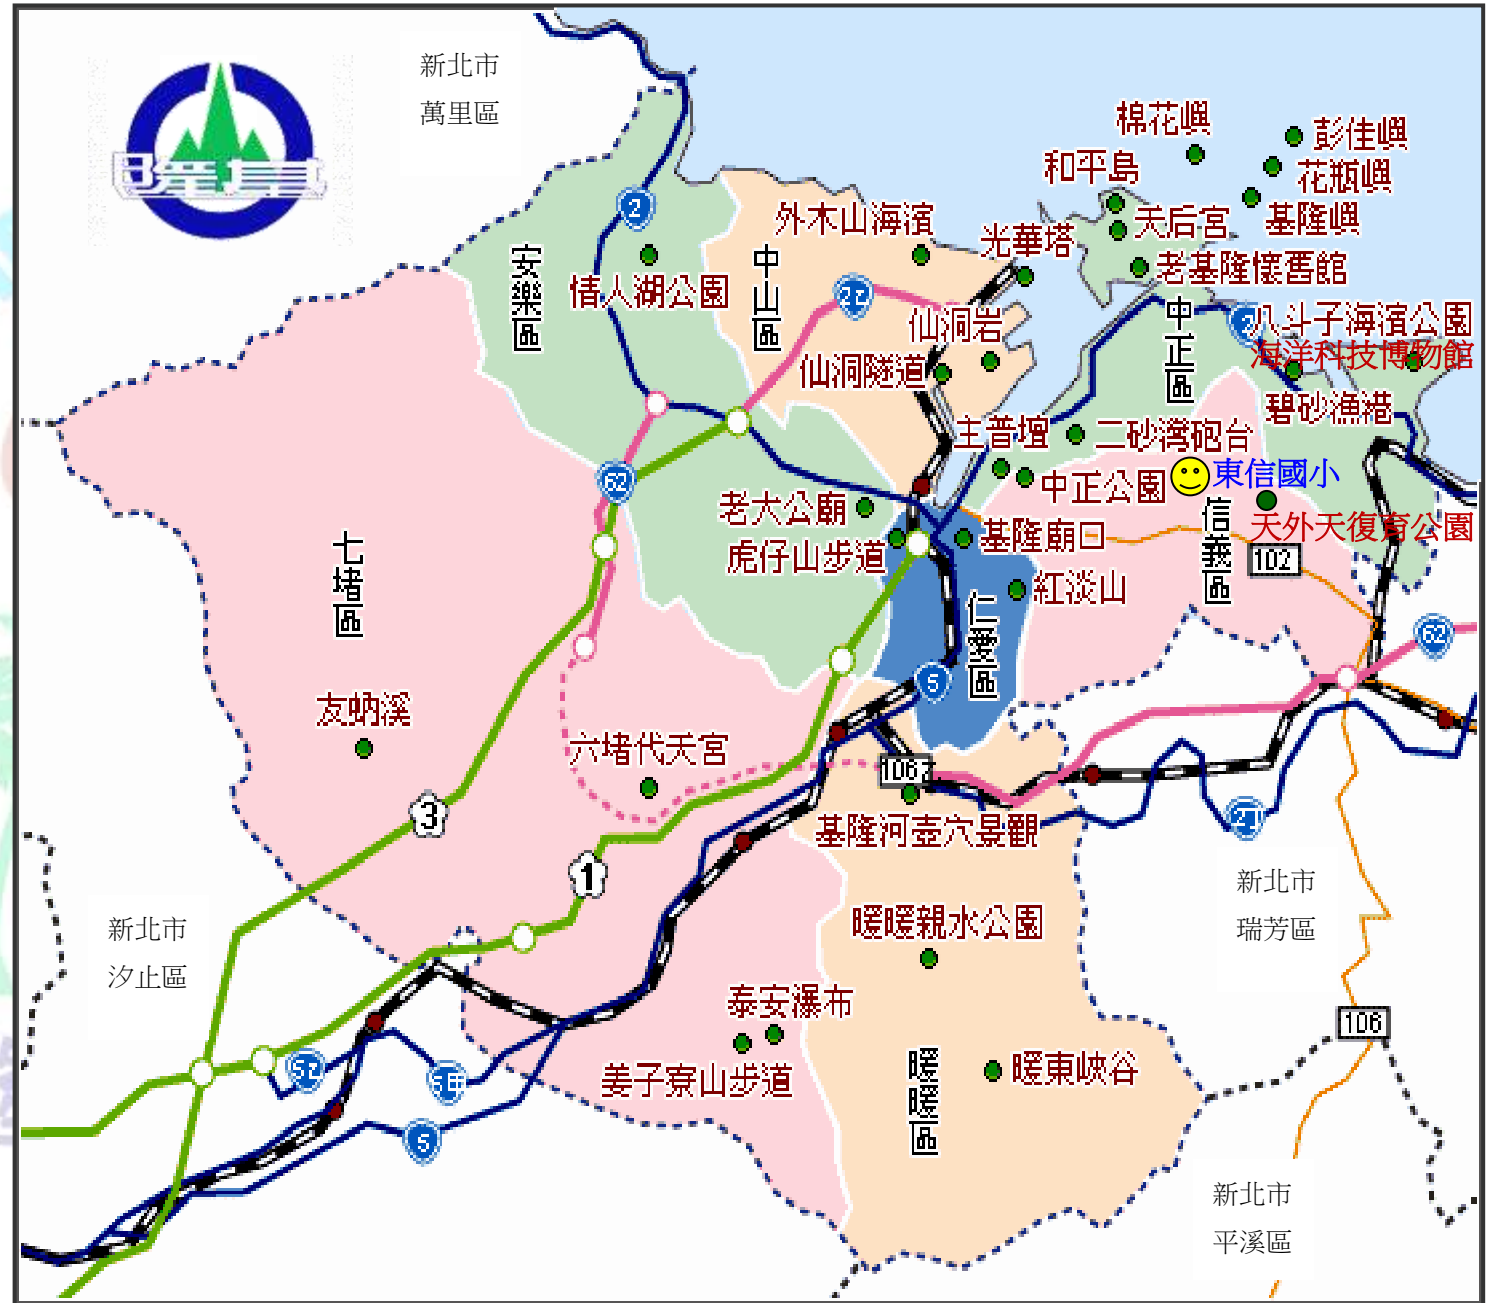 新北市
萬里區
棉花嶼
彭佳嶼
和平島
花瓶嶼
基隆嶼
天后宮
外木山海濱
光華塔
老基隆懷舊館
2
安樂區
中山區
情人湖公園
22
中正區
仙洞岩
2
八斗子海濱公園
海洋科技博物館
仙洞隧道
碧砂漁港
主普壇
二砂灣砲台
中正公園
東信國小
62
老大公廟
信義區
天外天復育公園
虎仔山步道
基隆廟口
102
七堵區
紅淡山
仁愛區
62
5
友蚋溪
六堵代天宮
106
3
基隆河壺穴景觀
1
新北市
瑞芳區
新北市
汐止區
暖暖親水公園
泰安瀑布
106
姜子寮山步道
暖暖區
暖東峽谷
5
新北市
平溪區